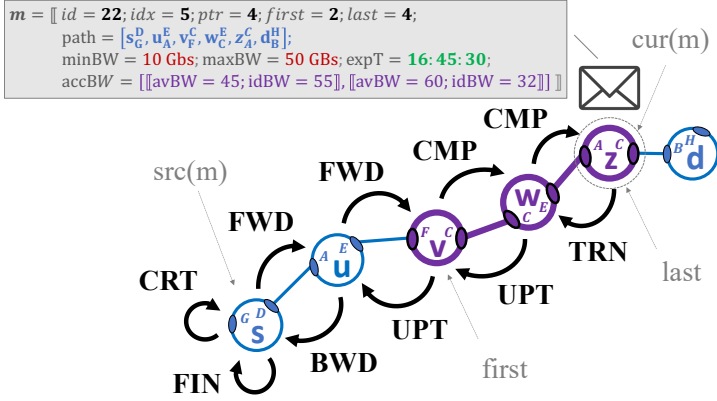 m = ⟦ id = 22; idx = 5; ptr = 4; first = 2; last = 4;
path = [s_G^D, u_A^E, v_F^C, w_C^E, z_A^C, d_B^H];
minBW = 10 Gbs; maxBW = 50 GBs; expT = 16:45:30;
accBW = [⟦avBW = 45; idBW = 55⟧, ⟦avBW = 60; idBW = 32⟧] ⟧
cur(m)
CMP
A z C
B H d
CMP
FWD
src(m)
w
C E
FWD
F v C
TRN
last
A E
u
UPT
CRT
UPT
G D
s
BWD
first
FIN